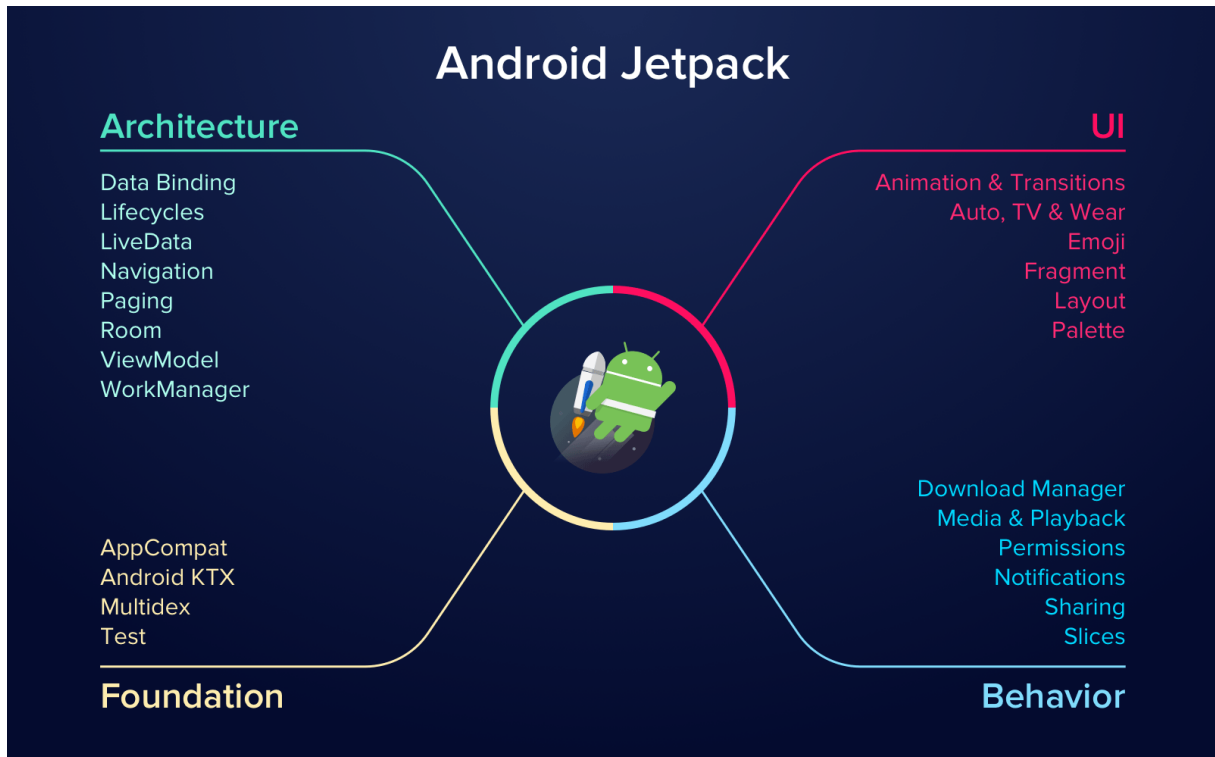 Android Jetpack
Architecture
Data Binding
Lifecycles
LiveData
Navigation
Paging
Room
ViewModel
WorkManager
UI
Animation & Transitions
Auto, TV & Wear
Emoji
Fragment
Layout
Palette
AppCompat
Android KTX
Multidex
Test
Foundation
Download Manager
Media & Playback
Permissions
Notifications
Sharing
Slices
Behavior